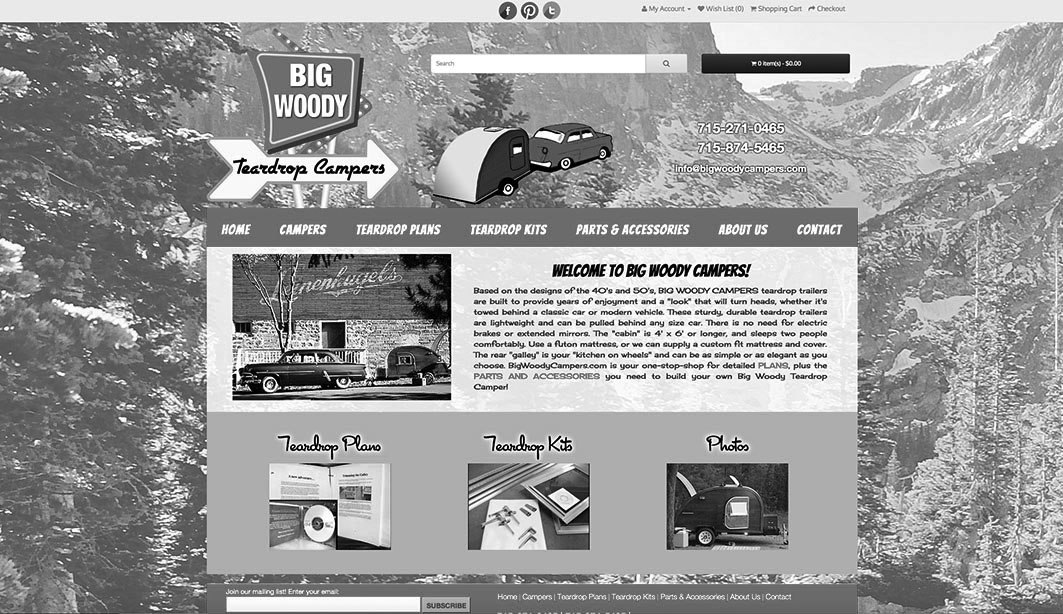 My Account Wish List (0) Shopping Cart Checkout
BIG
WOODY
Teardrop Campers
Search
0 item(s) - $0.00
715-271-0465
715-874-5465
info@bigwoodycampers.com
HOME CAMPERS TEARDROP PLANS TEARDROP KITS PARTS & ACCESSORIES ABOUT US CONTACT
WELCOME TO BIG WOODY CAMPERS!
Based on the designs of the 40's and 50's, BIG WOODY CAMPERS teardrop trailers
are built to provide years of enjoyment and a "look" that will turn heads, whether it's
towed behind a classic car or modern vehicle. These sturdy, durable teardrop trailers
are lightweight and can be pulled behind any size car. There is no need for electric
brakes or extended mirrors. The "cabin" is 4' x 6' or longer, and sleeps two people
comfortably. Use a futon mattress, or we can supply a custom fit mattress and cover.
The rear "galley" is your "kitchen on wheels" and can be as simple or as elegant as you
choose. BigWoodyCampers.com is your one-stop-shop for detailed PLANS, plus the
PARTS AND ACCESSORIES you need to build your own Big Woody Teardrop
Camper!
Teardrop Plans Teardrop Kits Photos
Join our mailing list! Enter your email:
SUBSCRIBE
Home | Campers | Teardrop Plans | Teardrop Kits | Parts & Accessories | About Us | Contact